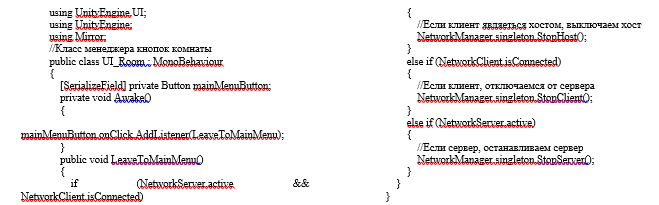 using UnityEngine.UI;
using UnityEngine;
using Mirror;
//Класс менеджера кнопок комнаты
public class UI_Room : MonoBehaviour
{
[SerializeField] private Button mainMenuButton;
private void Awake()
{
mainMenuButton.onClick.AddListener(LeaveToMainMenu);
}
public void LeaveToMainMenu()
{
if (NetworkServer.active &&
NetworkClient.isConnected)
{
//Если клиент являеться хостом, выключаем хост
NetworkManager.singleton.StopHost();
}
else if (NetworkClient.isConnected)
{
//Если клиент, отключаемся от сервера
NetworkManager.singleton.StopClient();
}
else if (NetworkServer.active)
{
//Если сервер, останавливаем сервер
NetworkManager.singleton.StopServer();
}
}
}